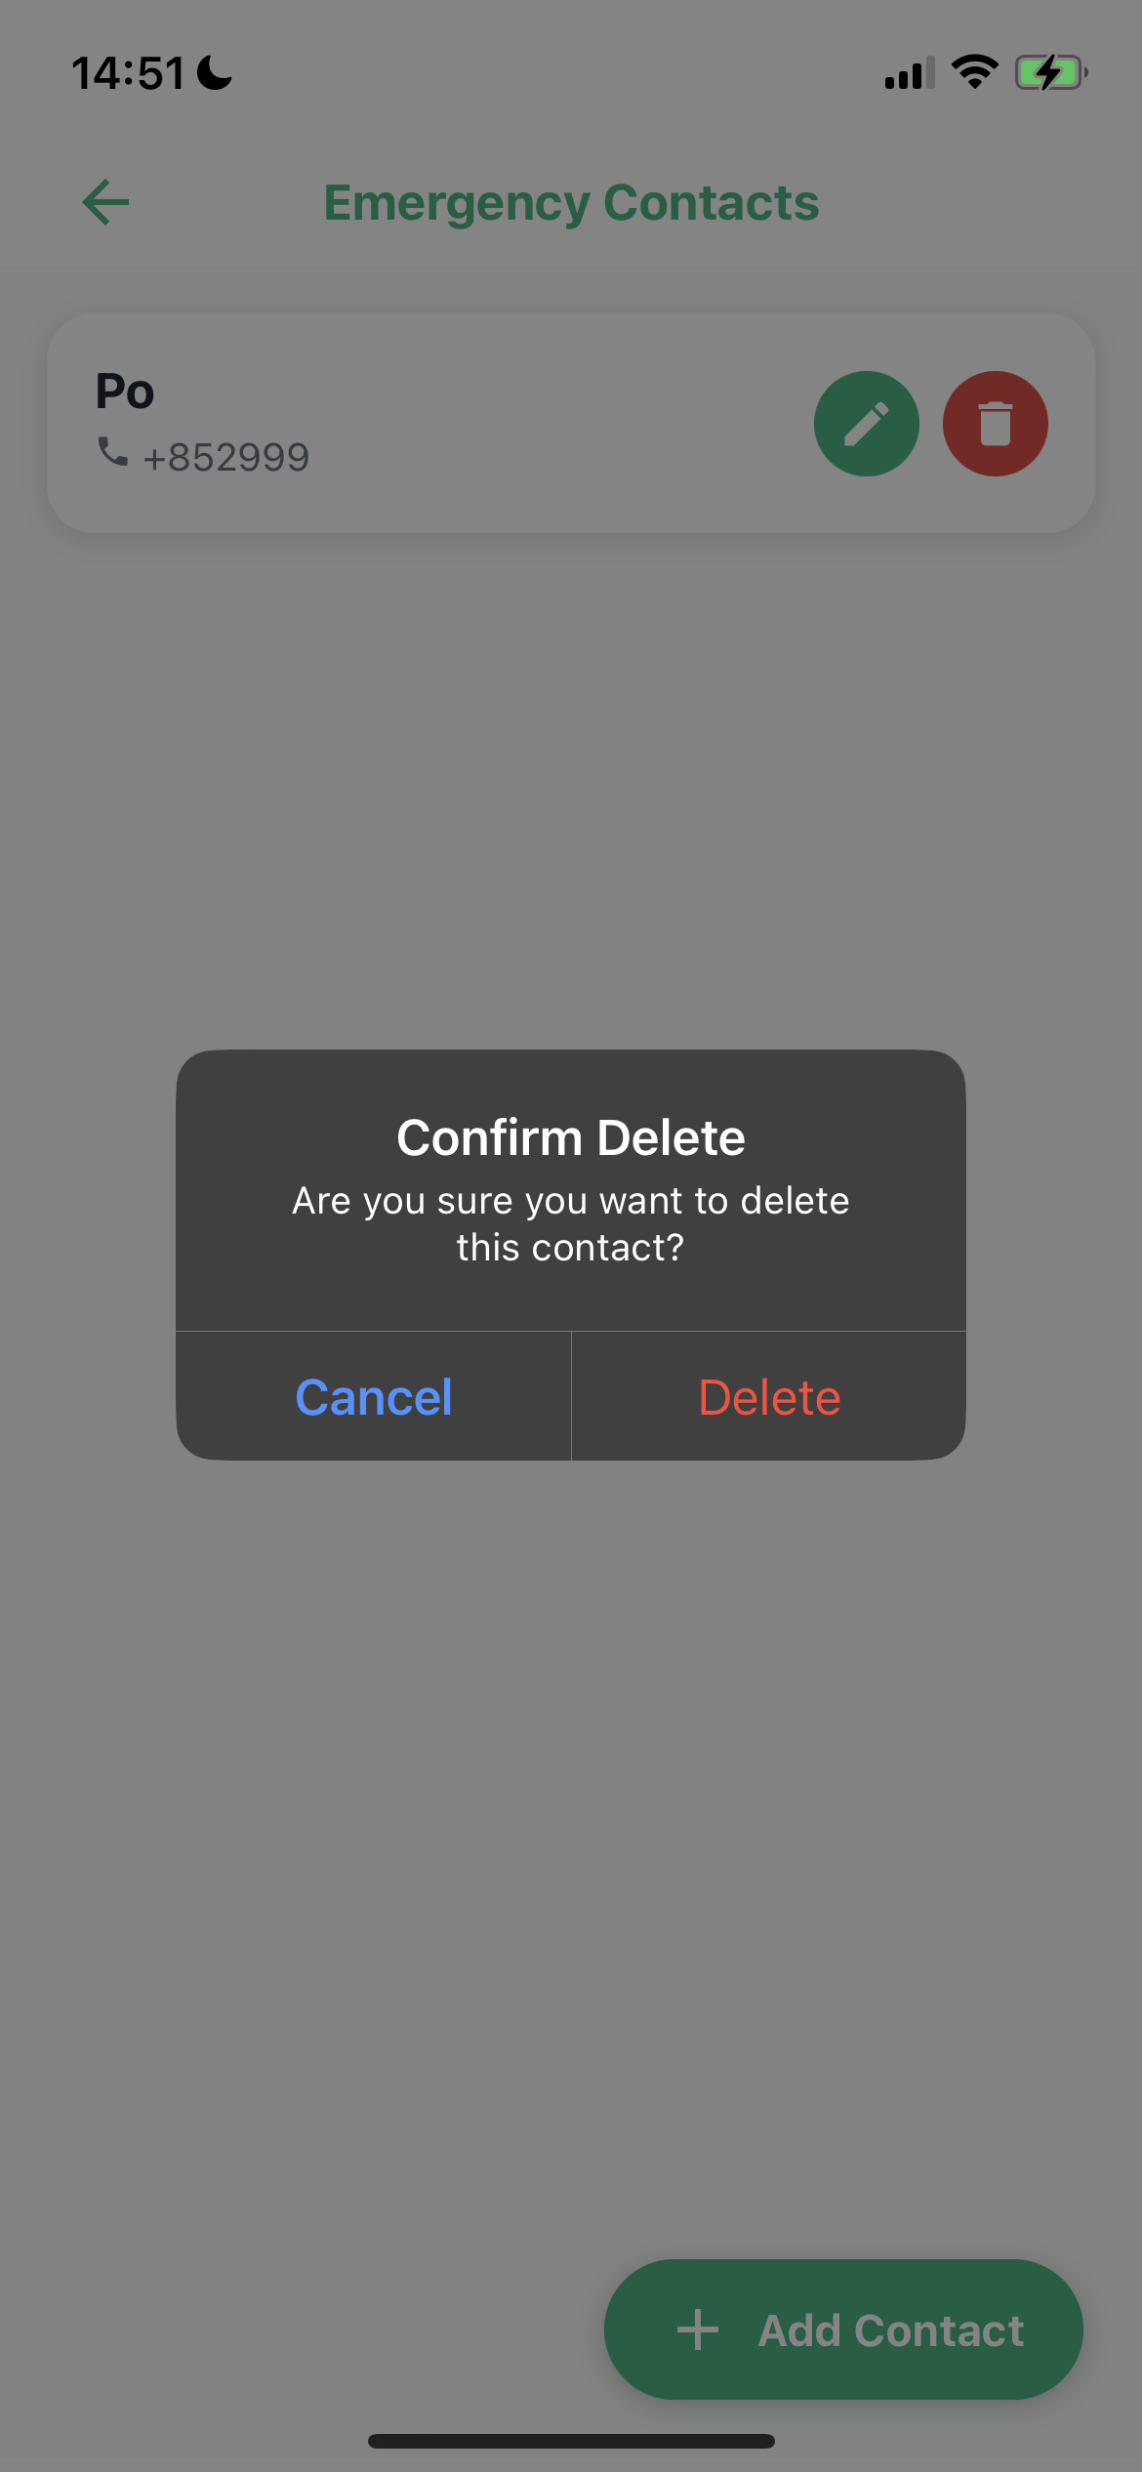 14:51
Emergency Contacts
Po
+852999
Confirm Delete
Are you sure you want to delete
this contact?
Cancel
Delete
Add Contact